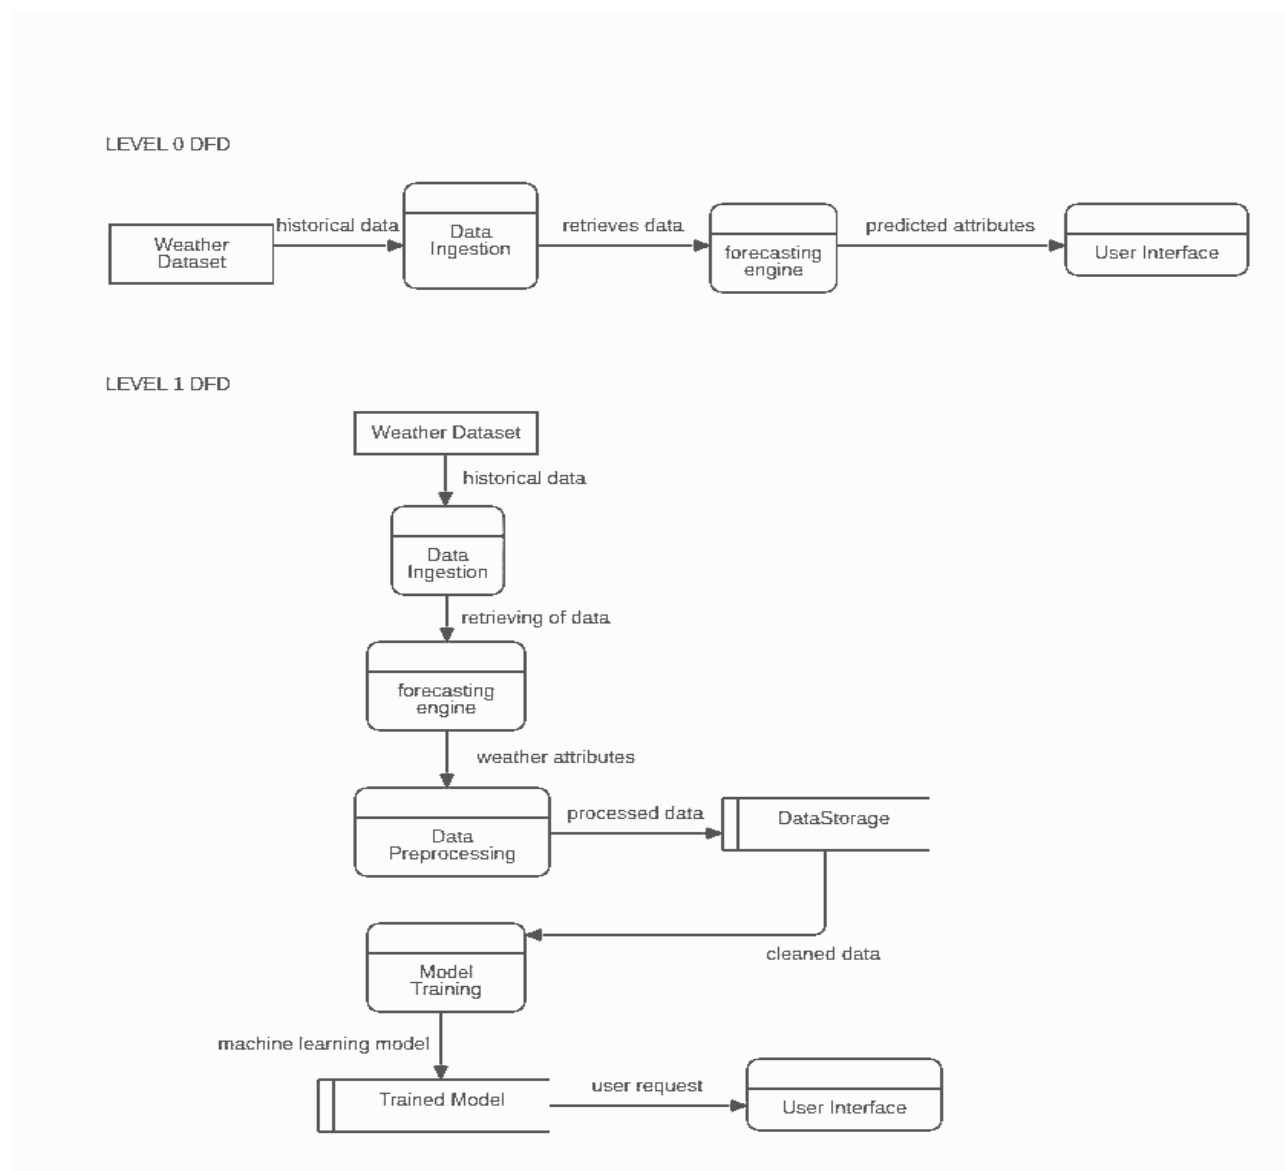 LEVEL 0 DFD
historical data
retrieves data
predicted attributes
Weather
Dataset
Data
Ingestion
forecasting
engine
User Interface
LEVEL 1 DFD
Weather Dataset
historical data
Data
Ingestion
retrieving of data
forecasting
engine
weather attributes
Data
Preprocessing
processed data
DataStorage
cleaned data
Model
Training
machine learning model
Trained Model
user request
User Interface